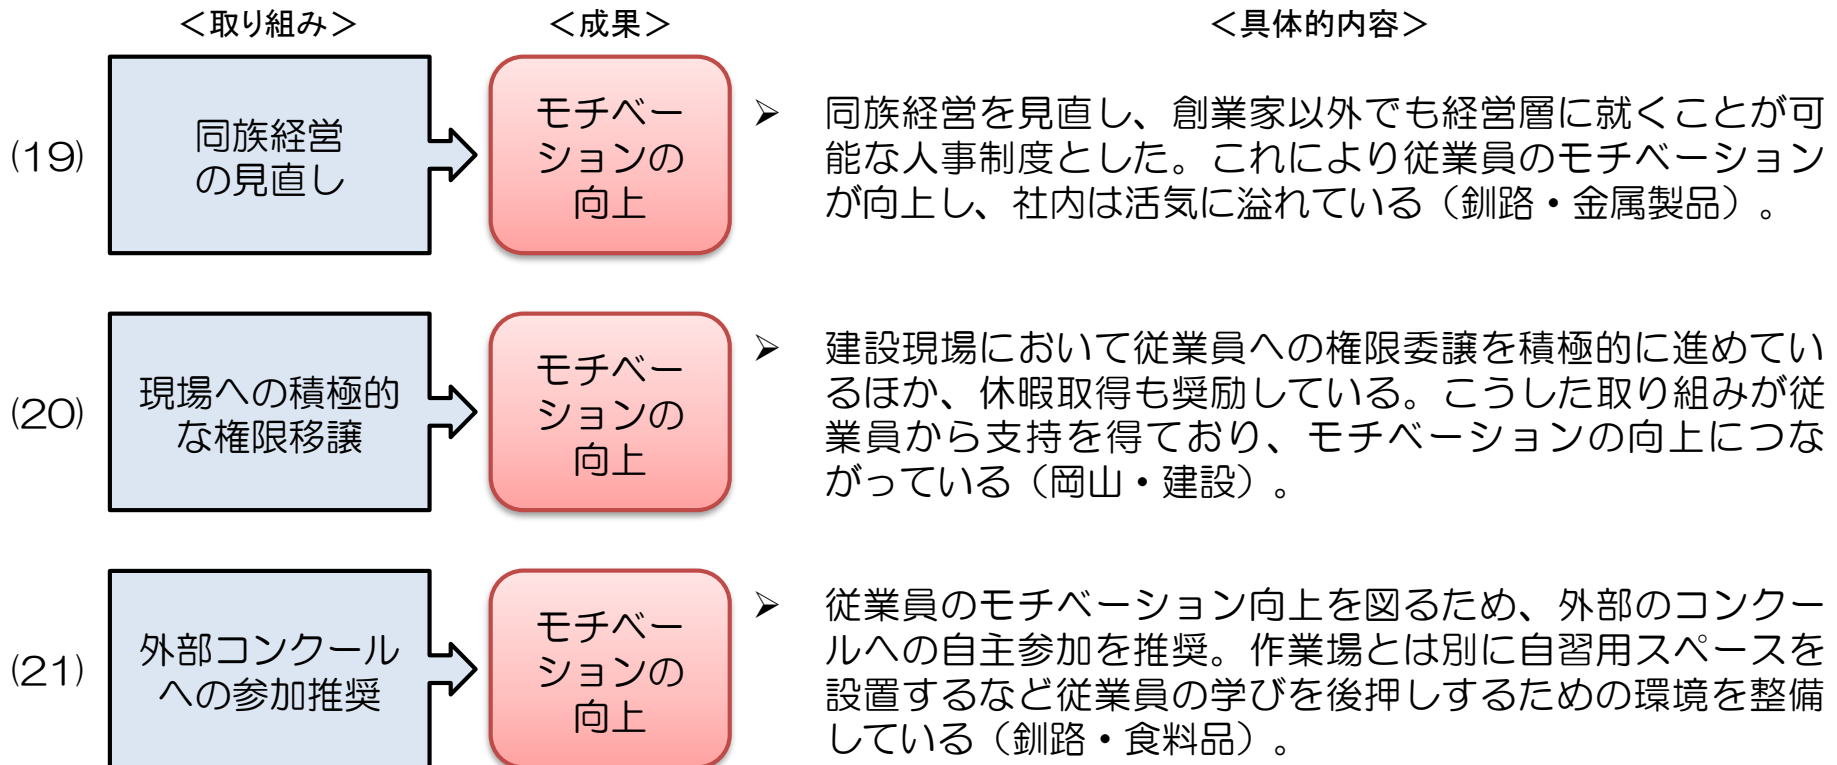 ＜取り組み＞
＜成果＞
＜具体的内容＞
(19)
同族経営
の見直し
モチベー
ションの
向上
➢ 同族経営を見直し、創業家以外でも経営層に就くことが可
能な人事制度とした。これにより従業員のモチベーション
が向上し、社内は活気に溢れている（釧路・金属製品）。
(20)
現場への積極的
な権限移譲
モチベー
ションの
向上
➢ 建設現場において従業員への権限委譲を積極的に進めてい
るほか、休暇取得も奨励している。こうした取り組みが従
業員から支持を得ており、モチベーションの向上につな
がっている（岡山・建設）。
(21)
外部コンクール
への参加推奨
モチベー
ションの
向上
➢ 従業員のモチベーション向上を図るため、外部のコンクー
ルへの自主参加を推奨。作業場とは別に自習用スペースを
設置するなど従業員の学びを後押しするための環境を整備
している（釧路・食料品）。